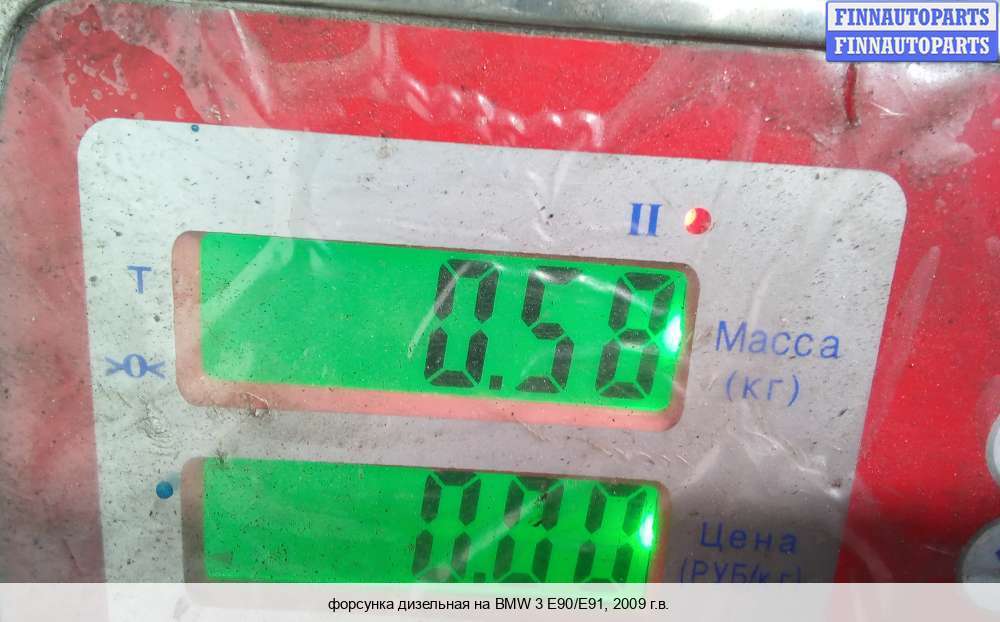 FINNAUTOPARTS
FINNAUTOPARTS
II
T
0.58
Масса
(кг)
>0<
0.00
Цена
(РУБ/кг)
форсунка дизельная на BMW 3 E90/E91, 2009 г.в.